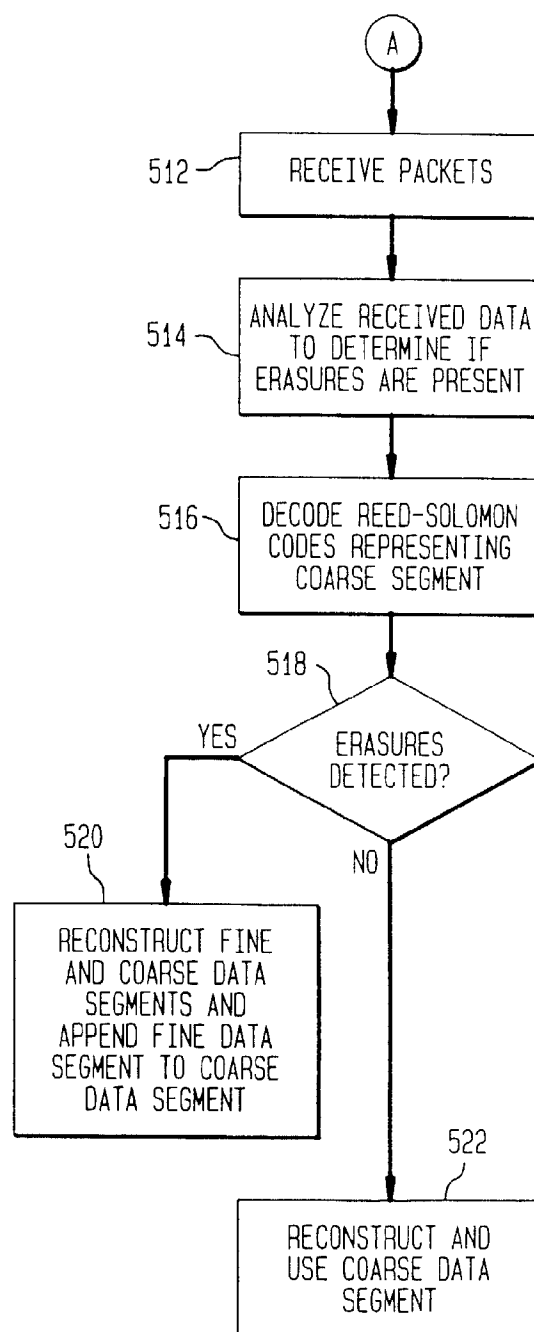 A
512
RECEIVE PACKETS
514
ANALYZE RECEIVED DATA
TO DETERMINE IF
ERASURES ARE PRESENT
516
DECODE REED-SOLOMON
CODES REPRESENTING
COARSE SEGMENT
518
YES
ERASURES
DETECTED?
NO
520
RECONSTRUCT FINE
AND COARSE DATA
SEGMENTS AND
APPEND FINE DATA
SEGMENT TO COARSE
DATA SEGMENT
522
RECONSTRUCT AND
USE COARSE DATA
SEGMENT